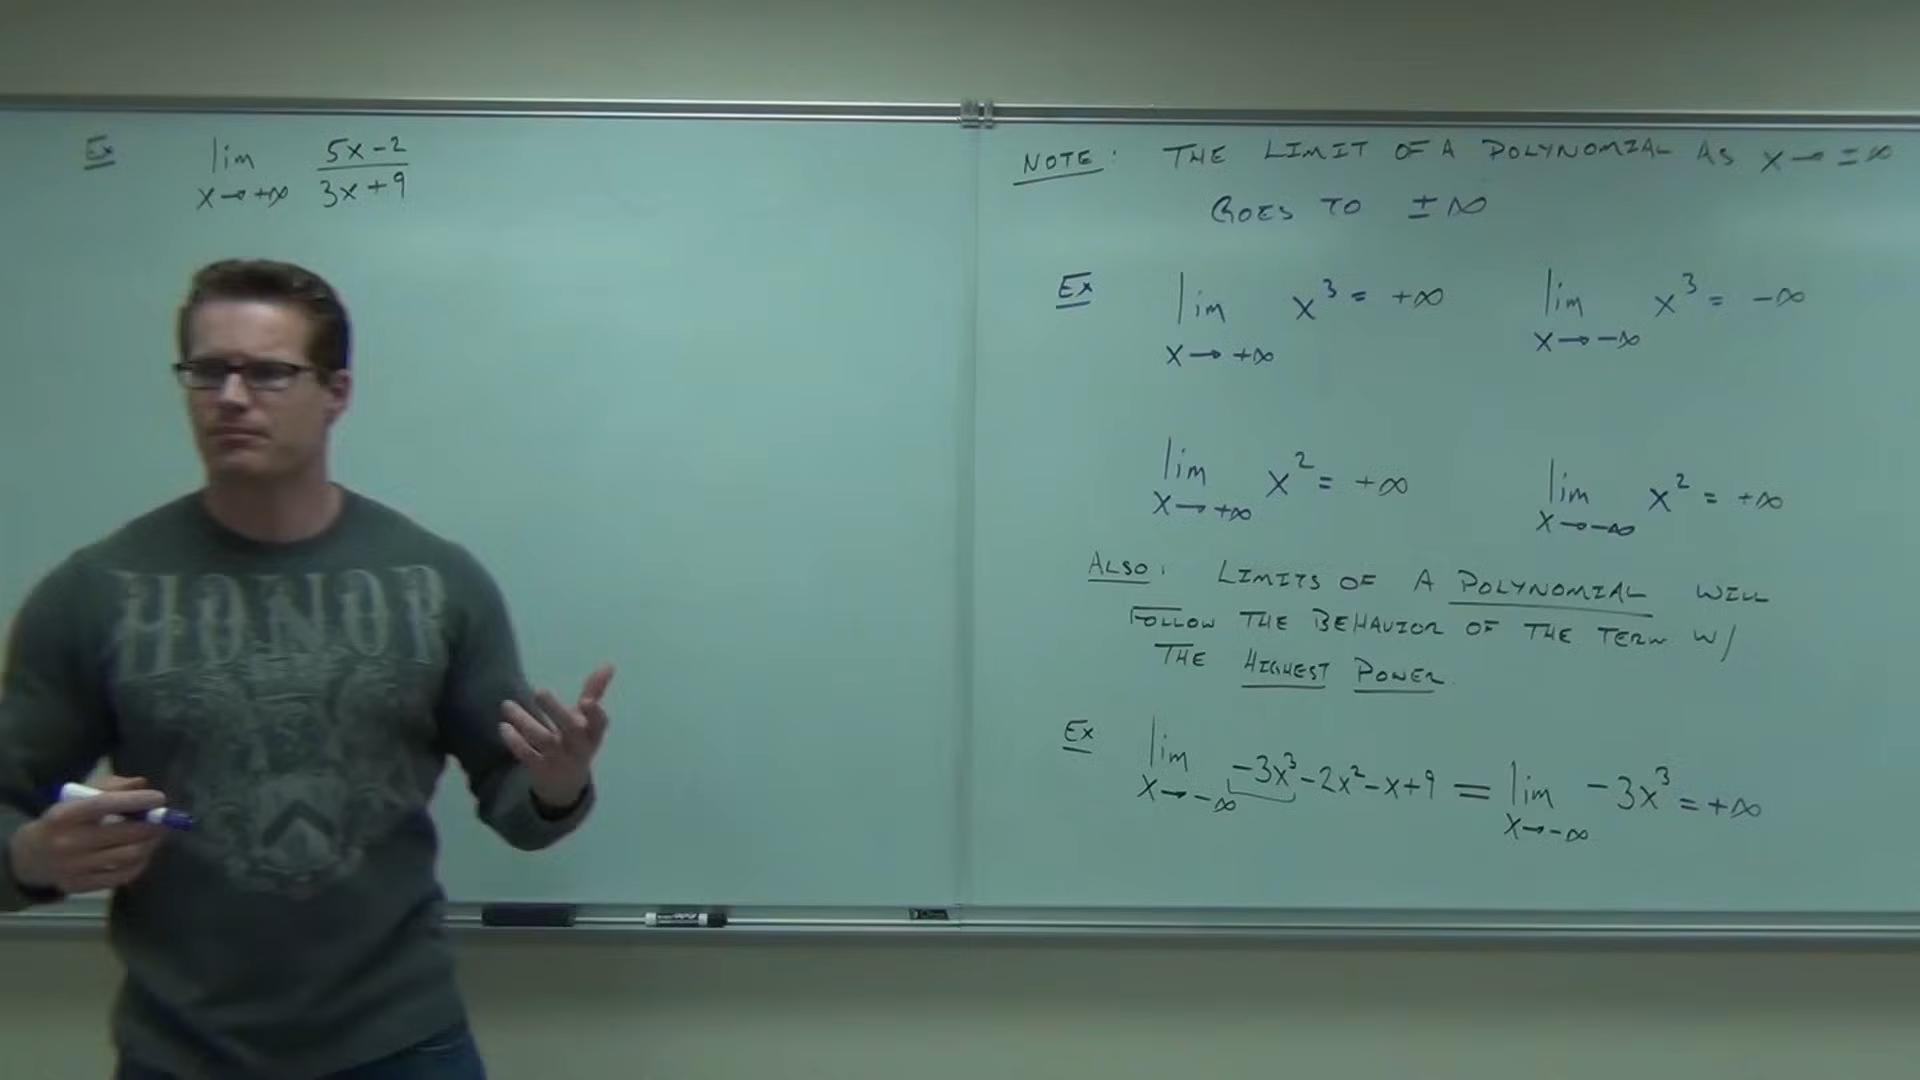 Ex lim x→+∞ 5x-2 / 3x+9
NOTE: THE LIMIT OF A POLYNOMIAL AS x→±∞
GOES TO ±∞
Ex lim x→+∞ x³ = +∞ lim x→-∞ x³ = -∞
lim x→+∞ x² = +∞ lim x→-∞ x² = +∞
ALSO: LIMITS OF A POLYNOMIAL WILL
FOLLOW THE BEHAVIOR OF THE TERM W/
THE HIGHEST POWER.
Ex lim x→-∞ -3x³-2x²-x+9 = lim x→-∞ -3x³ = +∞
HONOR